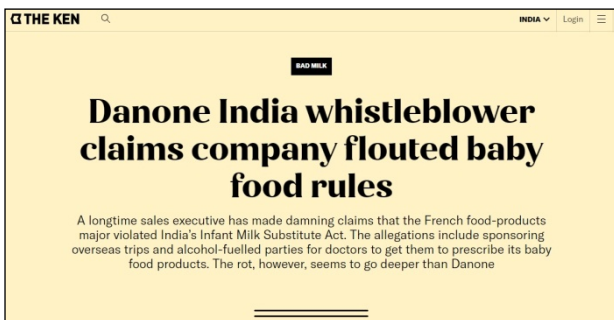 THE KEN
INDIA
Login
BAD MILK
Danone India whistleblower
claims company flouted baby
food rules
A longtime sales executive has made damning claims that the French food-products
major violated India's Infant Milk Substitute Act. The allegations include sponsoring
overseas trips and alcohol-fuelled parties for doctors to get them to prescribe its baby
food products. The rot, however, seems to go deeper than Danone